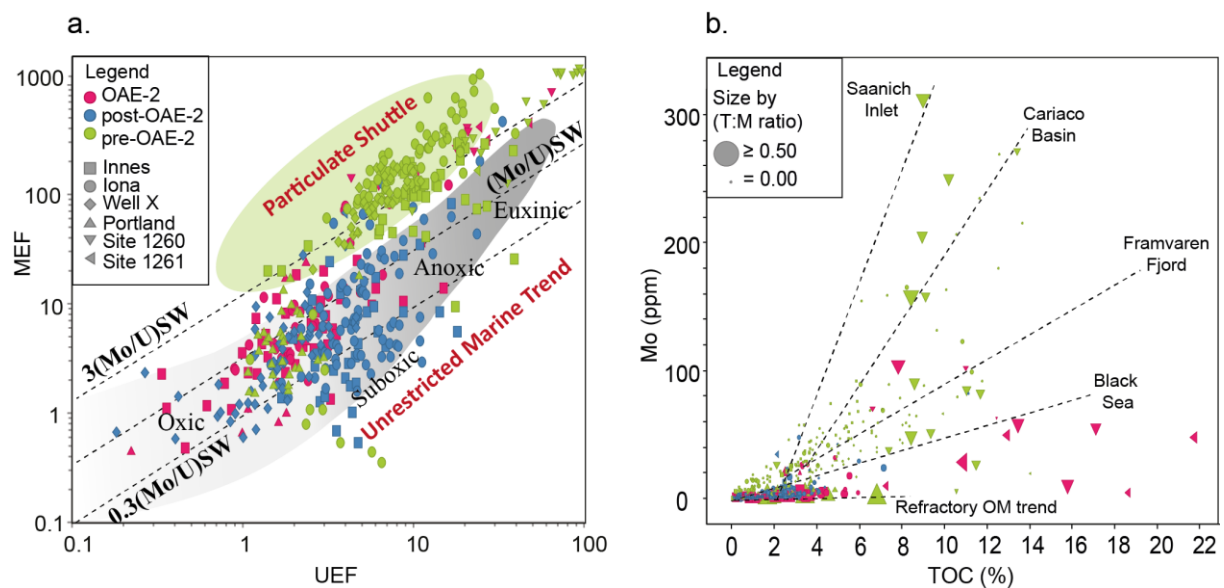 a.
Legend
OAE-2
post-OAE-2
pre-OAE-2
Innes
Iona
Well X
Portland
Site 1260
Site 1261
Particulate Shuttle
(Mo/U)SW
Euxinic
Anoxic
Suboxic
Oxic
Unrestricted Marine Trend
3(Mo/U)SW
0.3(Mo/U)SW
MEF
1000
100
10
1
0.1
0.1
1
10
100
UEF
b.
Legend
Size by
(T:M ratio)
≥ 0.50
= 0.00
Saanich
Inlet
Cariaco
Basin
Framvaren
Fjord
Black
Sea
Refractory OM trend
Mo (ppm)
300
200
100
0
0 2 4 6 8 10 12 14 16 18 20 22
TOC (%)